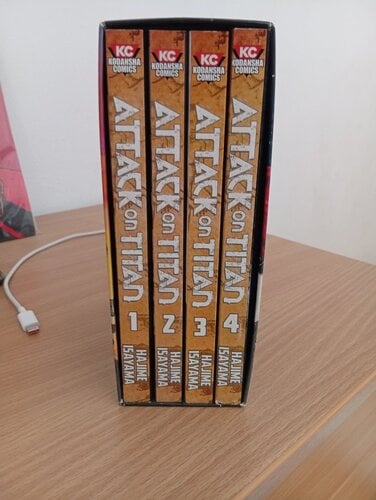 KC
KODANSHA
COMICS
ATTACK ON TITAN
1
HAJIME
ISAYAMA
KC
KODANSHA
COMICS
ATTACK ON TITAN
2
HAJIME
ISAYAMA
KC
KODANSHA
COMICS
ATTACK ON TITAN
3
HAJIME
ISAYAMA
KC
KODANSHA
COMICS
ATTACK ON TITAN
4
HAJIME
ISAYAMA